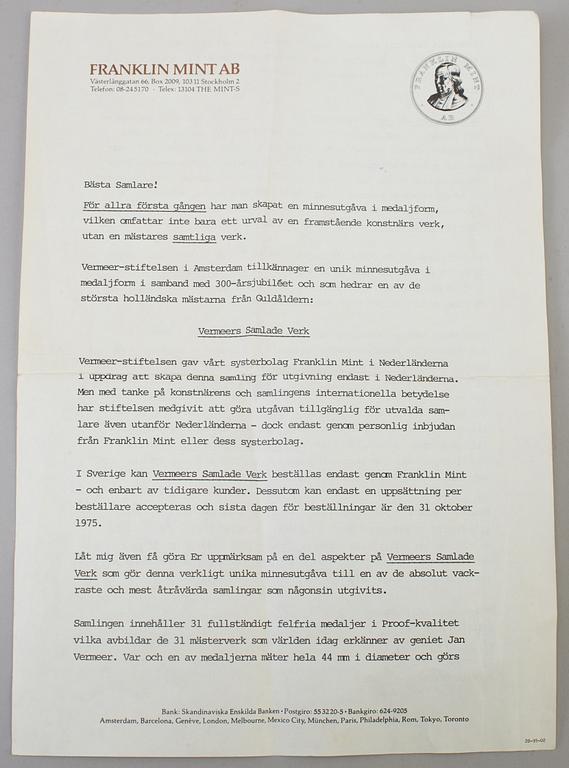 FRANKLIN MINT AB
Västerlånggatan 66, Box 2009, 103 11 Stockholm 2
Telefon: 08-24 51 70 · Telex: 13104 THE MINT-S
FRANKLIN MINT
AB
Bästa Samlare!
För allra första gången har man skapat en minnesutgåva i medaljform,
vilken omfattar inte bara ett urval av en framstående konstnärs verk,
utan en mästares samtliga verk.
Vermeer-stiftelsen i Amsterdam tillkännager en unik minnesutgåva i
medaljform i samband med 300-årsjubiléet och som hedrar en av de
största holländska mästarna från Guldåldern:
Vermeers Samlade Verk
Vermeer-stiftelsen gav vårt systerbolag Franklin Mint i Nederländerna
i uppdrag att skapa denna samling för utgivning endast i Nederländerna.
Men med tanke på konstnärens och samlingens internationella betydelse
har stiftelsen medgivit att göra utgåvan tillgänglig för utvalda sam-
lare även utanför Nederländerna - dock endast genom personlig inbjudan
från Franklin Mint eller dess systerbolag.
I Sverige kan Vermeers Samlade Verk beställas endast genom Franklin Mint
- och enbart av tidigare kunder. Dessutom kan endast en uppsättning per
beställare accepteras och sista dagen för beställningar är den 31 oktober
1975.
Låt mig även få göra Er uppmärksam på en del aspekter på Vermeers Samlade
Verk som gör denna verkligt unika minnesutgåva till en av de absolut vack-
raste och mest åtråvärda samlingar som någonsin utgivits.
Samlingen innehåller 31 fullständigt felfria medaljer i Proof-kvalitet
vilka avbildar de 31 mästerverk som världen idag erkänner av geniet Jan
Vermeer. Var och en av medaljerna mäter hela 44 mm i diameter och görs
Bank: Skandinaviska Enskilda Banken · Postgiro: 55 32 20-5 · Bankgiro: 624-9205
Amsterdam, Barcelona, Genève, London, Melbourne, Mexico City, München, Paris, Philadelphia, Rom, Tokyo, Toronto